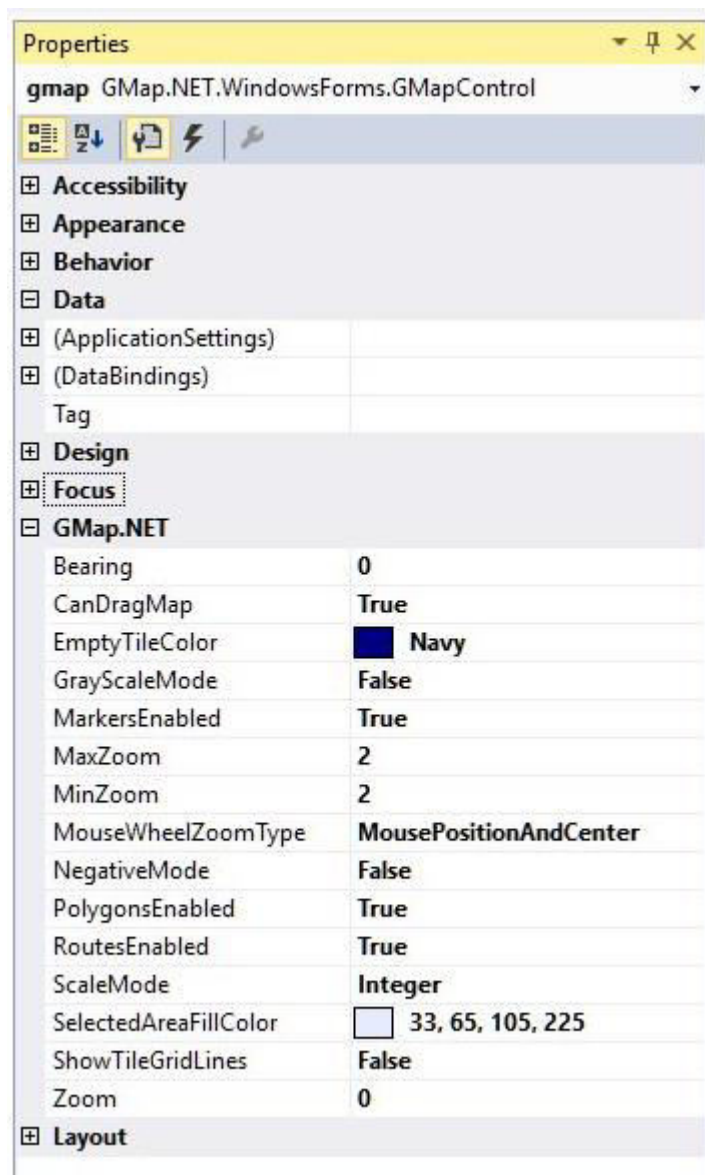 Properties
gmap GMap.NET.WindowsForms.GMapControl
Accessibility
Appearance
Behavior
Data
(ApplicationSettings)
(DataBindings)
Tag
Design
Focus
GMap.NET
Bearing 0
CanDragMap True
EmptyTileColor Navy
GrayScaleMode False
MarkersEnabled True
MaxZoom 2
MinZoom 2
MouseWheelZoomType MousePositionAndCenter
NegativeMode False
PolygonsEnabled True
RoutesEnabled True
ScaleMode Integer
SelectedAreaFillColor 33, 65, 105, 225
ShowTileGridLines False
Zoom 0
Layout